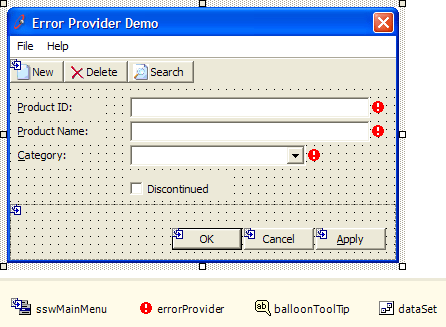 Error Provider Demo
File Help
New Delete Search
Product ID:
Product Name:
Category:
Discontinued
OK Cancel Apply
sswMainMenu errorProvider balloonToolTip dataSet